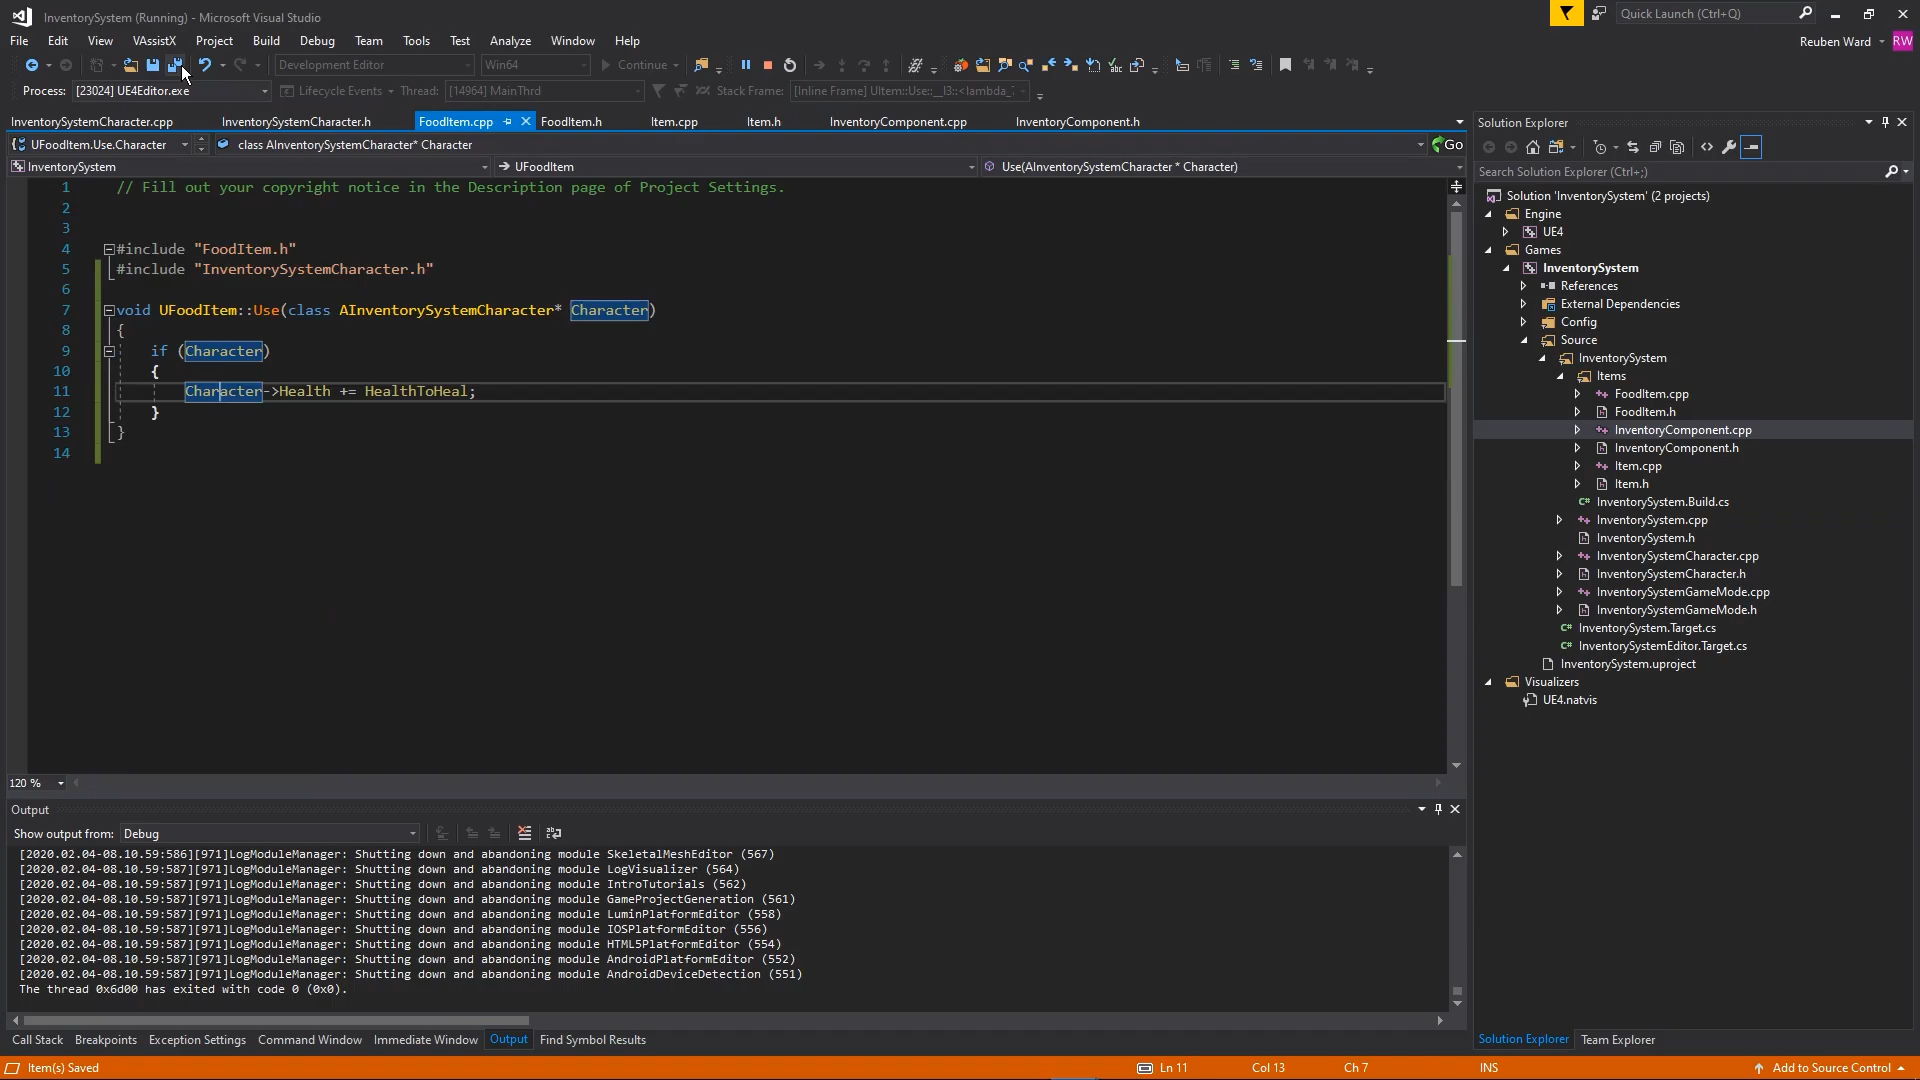 InventorySystem (Running) - Microsoft Visual Studio
Quick Launch (Ctrl+Q)
File Edit View VAssistX Project Build Debug Team Tools Test Analyze Window Help
Reuben Ward RW
Development Editor Win64 Continue
Process: [23024] UE4Editor.exe Lifecycle Events Thread: [14964] MainThrd Stack Frame: [Inline Frame] UItem::Use::__l3::<lambda_
InventorySystemCharacter.cpp InventorySystemCharacter.h FoodItem.cpp FoodItem.h Item.cpp Item.h InventoryComponent.cpp InventoryComponent.h
UFoodItem.Use.Character class AInventorySystemCharacter* Character Go
InventorySystem UFoodItem Use(AInventorySystemCharacter * Character)
1 // Fill out your copyright notice in the Description page of Project Settings.
2
3
4 #include "FoodItem.h"
5 #include "InventorySystemCharacter.h"
6
7 void UFoodItem::Use(class AInventorySystemCharacter* Character)
8 {
9 if (Character)
10 {
11 Character->Health += HealthToHeal;
12 }
13 }
14
120 %
Output
Show output from: Debug
[2020.02.04-08.10.59:586][971]LogModuleManager: Shutting down and abandoning module SkeletalMeshEditor (567)
[2020.02.04-08.10.59:587][971]LogModuleManager: Shutting down and abandoning module LogVisualizer (564)
[2020.02.04-08.10.59:587][971]LogModuleManager: Shutting down and abandoning module IntroTutorials (562)
[2020.02.04-08.10.59:587][971]LogModuleManager: Shutting down and abandoning module GameProjectGeneration (561)
[2020.02.04-08.10.59:587][971]LogModuleManager: Shutting down and abandoning module LuminPlatformEditor (558)
[2020.02.04-08.10.59:587][971]LogModuleManager: Shutting down and abandoning module IOSPlatformEditor (556)
[2020.02.04-08.10.59:587][971]LogModuleManager: Shutting down and abandoning module HTML5PlatformEditor (554)
[2020.02.04-08.10.59:587][971]LogModuleManager: Shutting down and abandoning module AndroidPlatformEditor (552)
[2020.02.04-08.10.59:587][971]LogModuleManager: Shutting down and abandoning module AndroidDeviceDetection (551)
The thread 0x6d00 has exited with code 0 (0x0).
Call Stack Breakpoints Exception Settings Command Window Immediate Window Output Find Symbol Results
Solution Explorer
Search Solution Explorer (Ctrl+;)
Solution 'InventorySystem' (2 projects)
Engine
UE4
Games
InventorySystem
References
External Dependencies
Config
Source
InventorySystem
Items
FoodItem.cpp
FoodItem.h
InventoryComponent.cpp
InventoryComponent.h
Item.cpp
Item.h
InventorySystem.Build.cs
InventorySystem.cpp
InventorySystem.h
InventorySystemCharacter.cpp
InventorySystemCharacter.h
InventorySystemGameMode.cpp
InventorySystemGameMode.h
InventorySystem.Target.cs
InventorySystemEditor.Target.cs
InventorySystem.uproject
Visualizers
UE4.natvis
Solution Explorer Team Explorer
Item(s) Saved Ln 11 Col 13 Ch 7 INS Add to Source Control